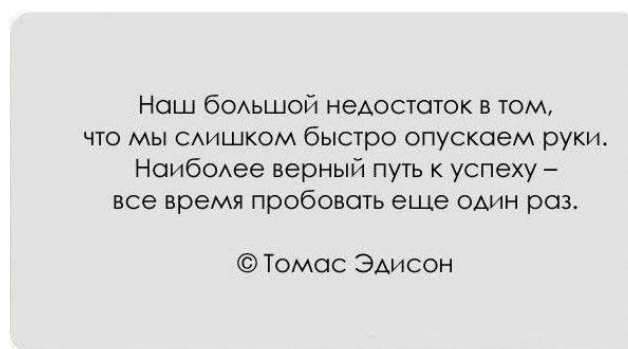 Наш большой недостаток в том,
что мы слишком быстро опускаем руки.
Наиболее верный путь к успеху –
все время пробовать еще один раз.
© Томас Эдисон